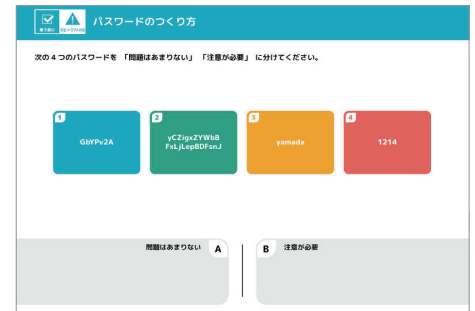 パスワードのつくり方
次の4つのパスワードを「問題はあまりない」「注意が必要」に分けてください。
1
GbYPv2A
2
yCZigxZYWb8
FxLjLepBDFsnJ
3
yamada
4
1214
問題はあまりない A
B 注意が必要